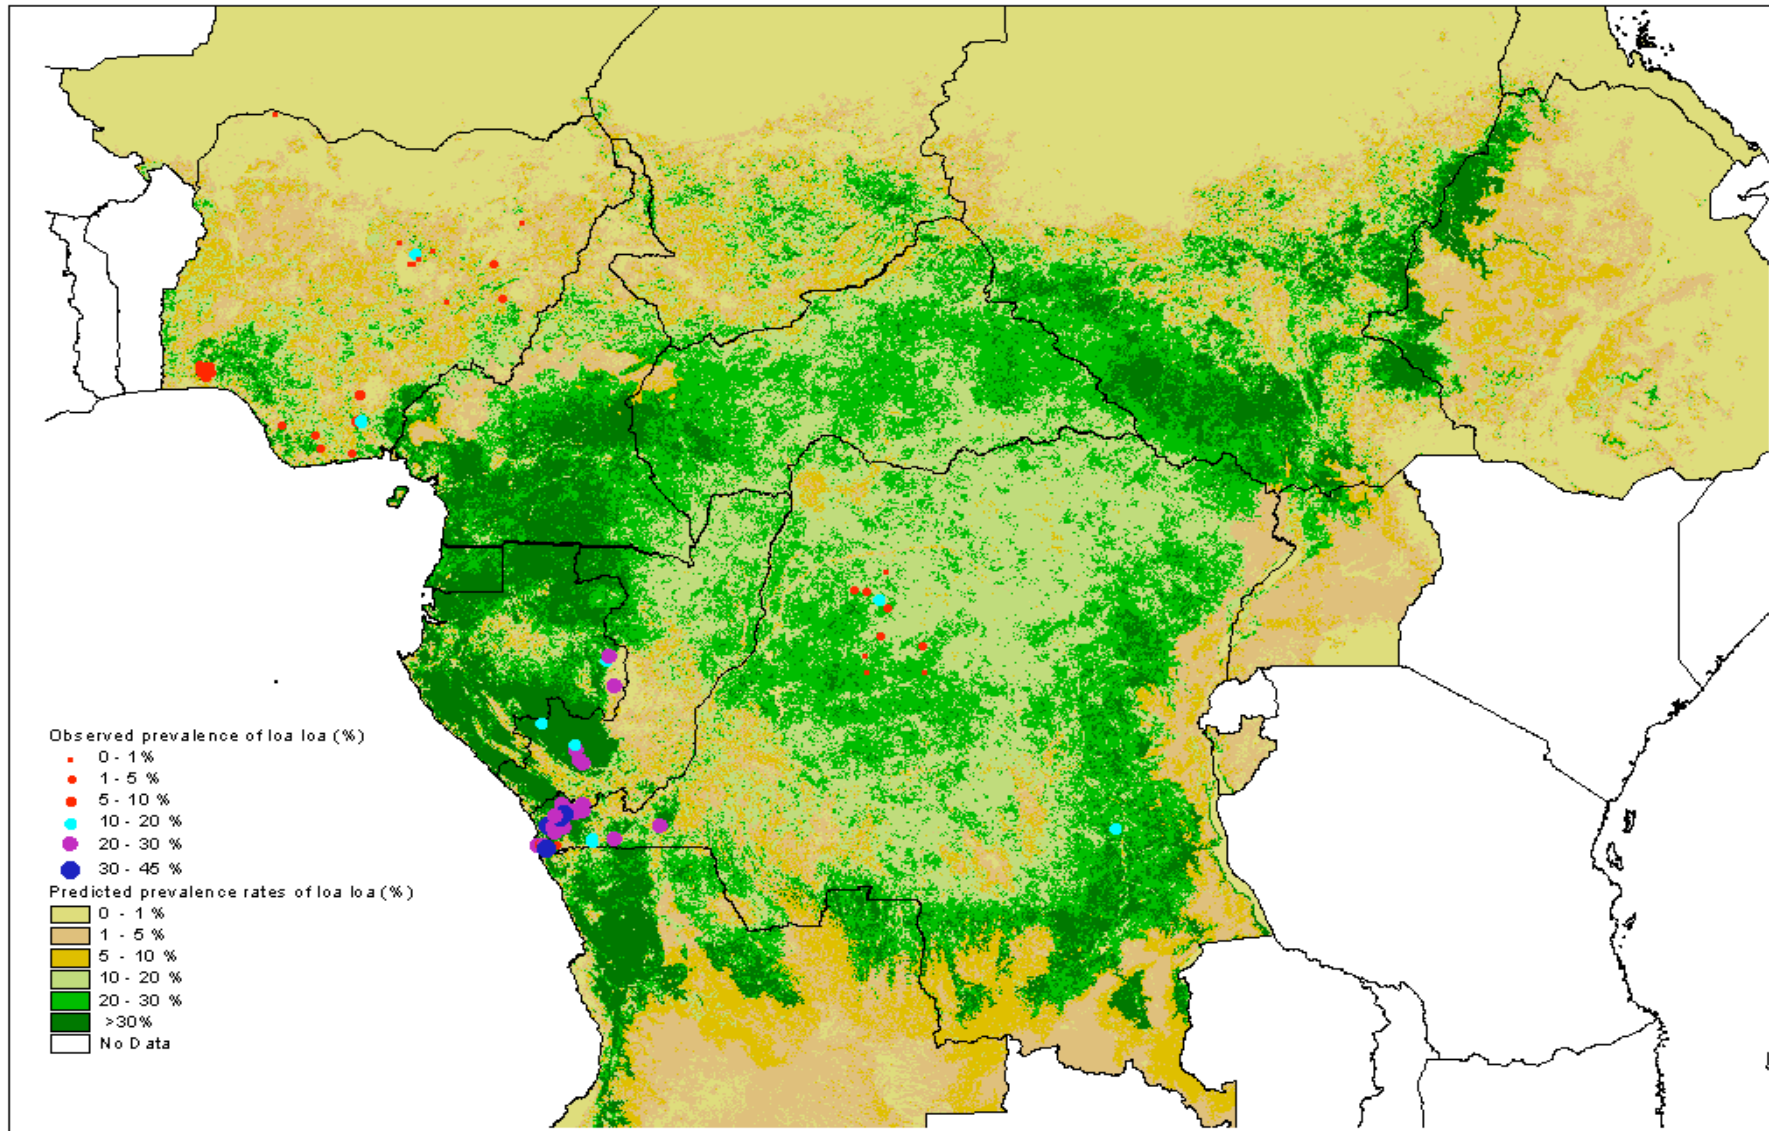 Observed prevalence of loa loa (%)
0 - 1 %
1 - 5 %
5 - 10 %
10 - 20 %
20 - 30 %
30 - 45 %
Predicted prevalence rates of loa loa (%)
0 - 1 %
1 - 5 %
5 - 10 %
10 - 20 %
20 - 30 %
>30%
No Data